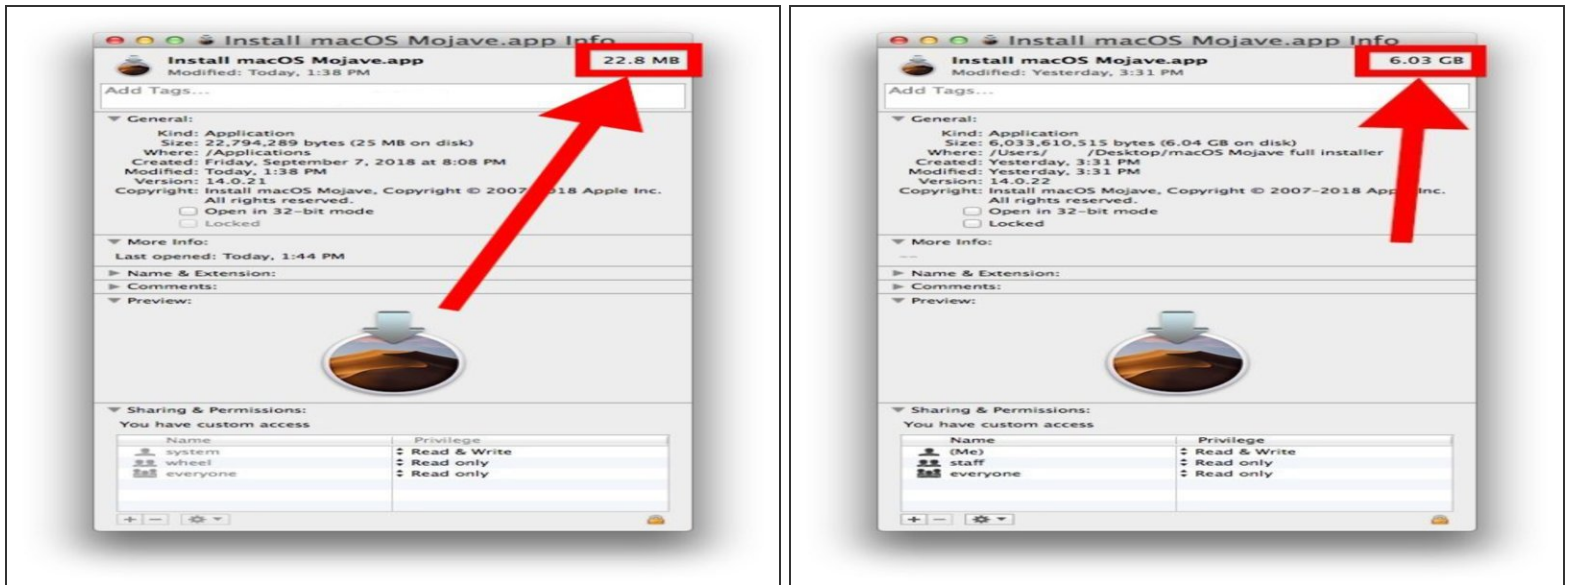 Install macOS Mojave.app Info
Install macOS Mojave.app
22.8 MB
Modified: Today, 1:38 PM
Add Tags...
General:
Kind: Application
Size: 22,794,289 bytes (25 MB on disk)
Where: /Applications
Created: Friday, September 7, 2018 at 8:08 PM
Modified: Today, 1:38 PM
Version: 14.0.21
Copyright: Install macOS Mojave, Copyright © 2007-2018 Apple Inc.
All rights reserved.
Open in 32-bit mode
Locked
More Info:
Last opened: Today, 1:44 PM
Name & Extension:
Comments:
Preview:
Sharing & Permissions:
You have custom access
Name Privilege
system Read & Write
wheel Read only
everyone Read only
Install macOS Mojave.app Info
Install macOS Mojave.app
6.03 GB
Modified: Yesterday, 3:31 PM
Add Tags...
General:
Kind: Application
Size: 6,033,610,515 bytes (6.04 GB on disk)
Where: /Users/ /Desktop/macOS Mojave full installer
Created: Yesterday, 3:31 PM
Modified: Yesterday, 3:31 PM
Version: 14.0.22
Copyright: Install macOS Mojave, Copyright © 2007-2018 Apple Inc.
All rights reserved.
Open in 32-bit mode
Locked
More Info:
--
Name & Extension:
Comments:
Preview:
Sharing & Permissions:
You have custom access
Name Privilege
(Me) Read & Write
staff Read only
everyone Read only